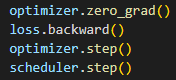 optimizer.zero_grad()
loss.backward()
optimizer.step()
scheduler.step()